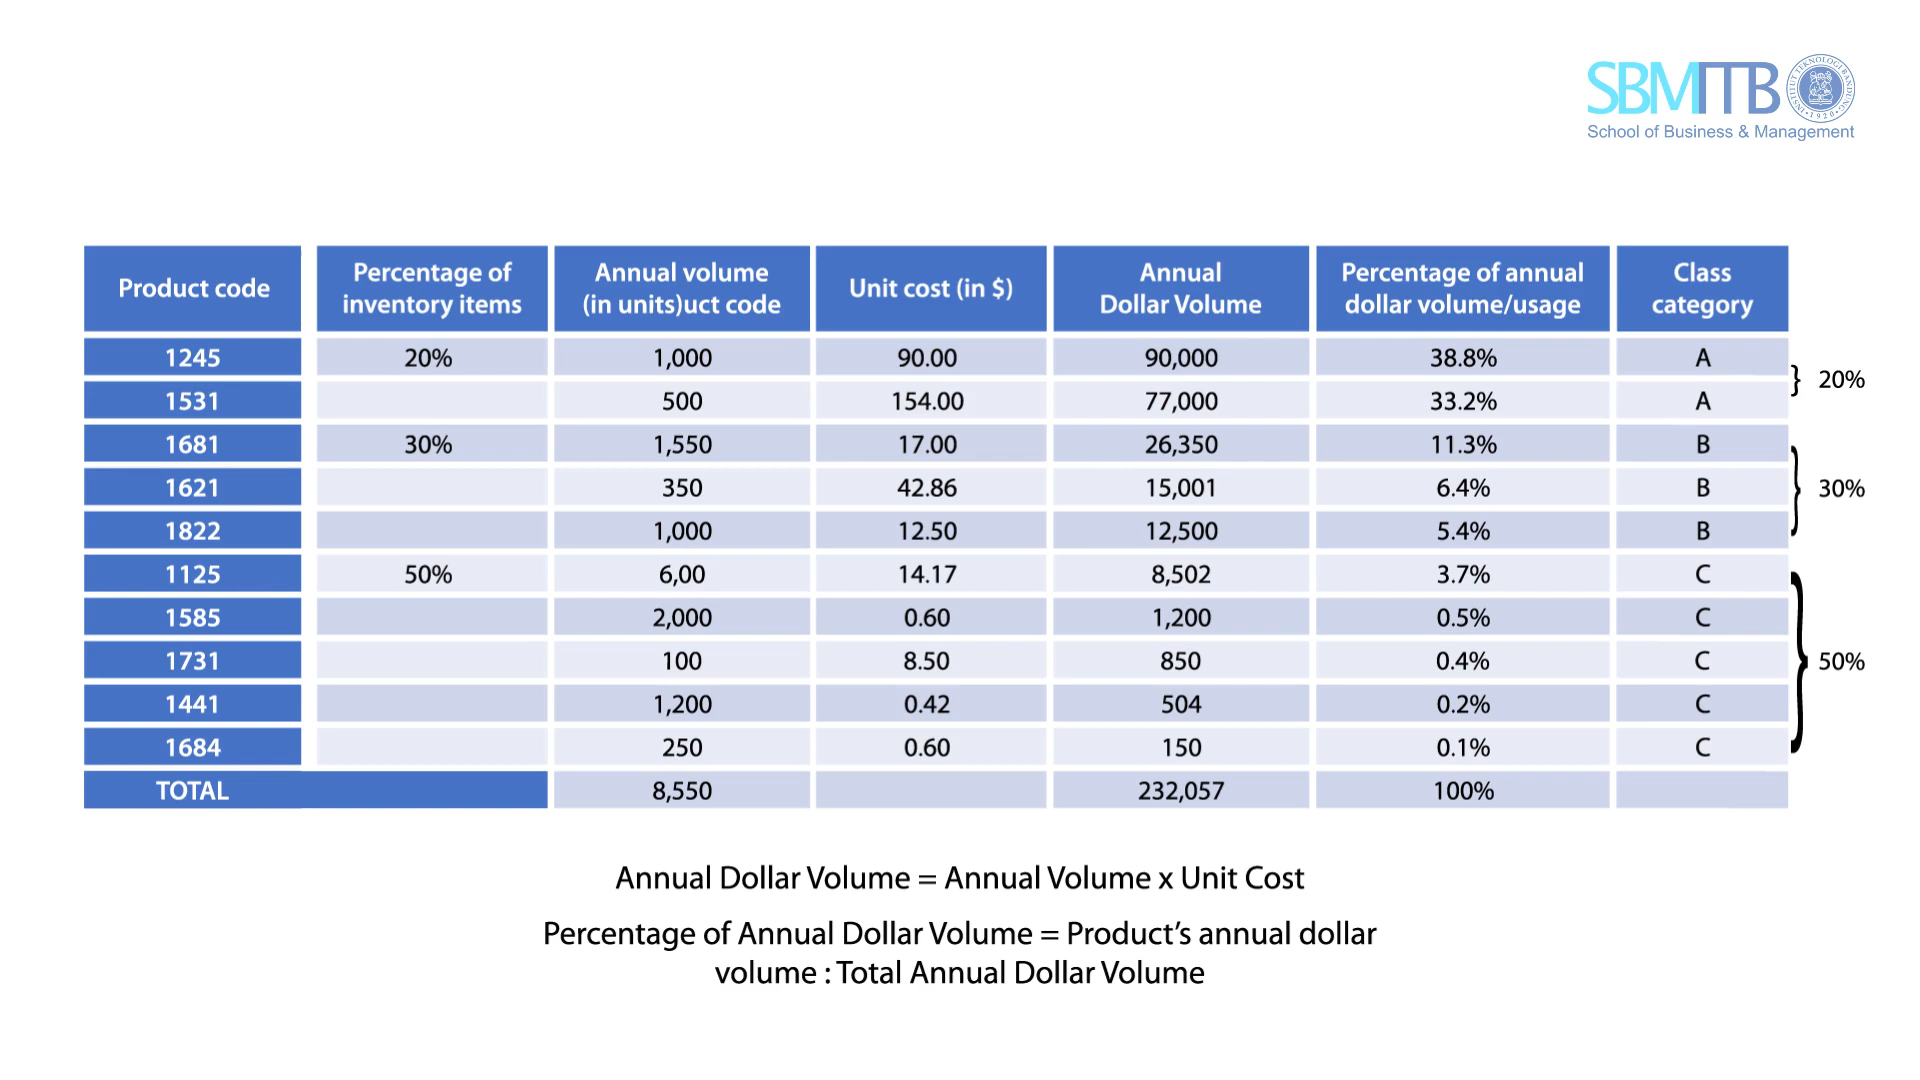 SBMITB
INSTITUT TEKNOLOGI BANDUNG
1920
School of Business & Management
Product code
Percentage of
inventory items
Annual volume
(in units)uct code
Unit cost (in $)
Annual
Dollar Volume
Percentage of annual
dollar volume/usage
Class
category
1245 20% 1,000 90.00 90,000 38.8% A
20%
1531 500 154.00 77,000 33.2% A
1681 30% 1,550 17.00 26,350 11.3% B
1621 350 42.86 15,001 6.4% B 30%
1822 1,000 12.50 12,500 5.4% B
1125 50% 6,00 14.17 8,502 3.7% C
1585 2,000 0.60 1,200 0.5% C
1731 100 8.50 850 0.4% C 50%
1441 1,200 0.42 504 0.2% C
1684 250 0.60 150 0.1% C
TOTAL 8,550 232,057 100%
Annual Dollar Volume = Annual Volume x Unit Cost
Percentage of Annual Dollar Volume = Product’s annual dollar
volume : Total Annual Dollar Volume